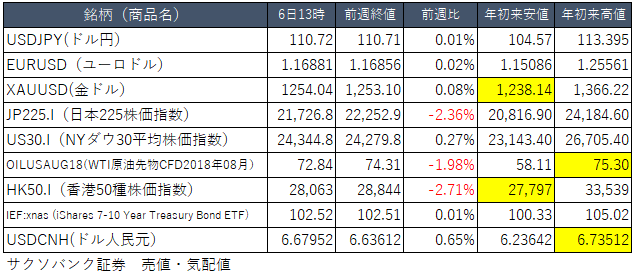 銘柄（商品名） 6日13時 前週終値 前週比 年初来安値 年初来高値
USDJPY(ドル円) 110.72 110.71 0.01% 104.57 113.395
EURUSD（ユーロドル） 1.16881 1.16856 0.02% 1.15086 1.25561
XAUUSD(金ドル) 1254.04 1,253.10 0.08% 1,238.14 1,366.22
JP225.I（日本225株価指数） 21,726.8 22,252.9 -2.36% 20,816.90 24,184.60
US30.I（NYダウ30平均株価指数） 24,344.8 24,279.8 0.27% 23,143.40 26,705.40
OILUSAUG18(WTI原油先物CFD2018年08月） 72.84 74.31 -1.98% 58.11 75.30
HK50.I（香港50種株価指数） 28,063 28,844 -2.71% 27,797 33,539
IEF:xnas (iShares 7-10 Year Treasury Bond ETF) 102.52 102.51 0.01% 100.33 105.02
USDCNH(ドル人民元) 6.67952 6.63612 0.65% 6.23642 6.73512
サクソバンク証券　売値・気配値